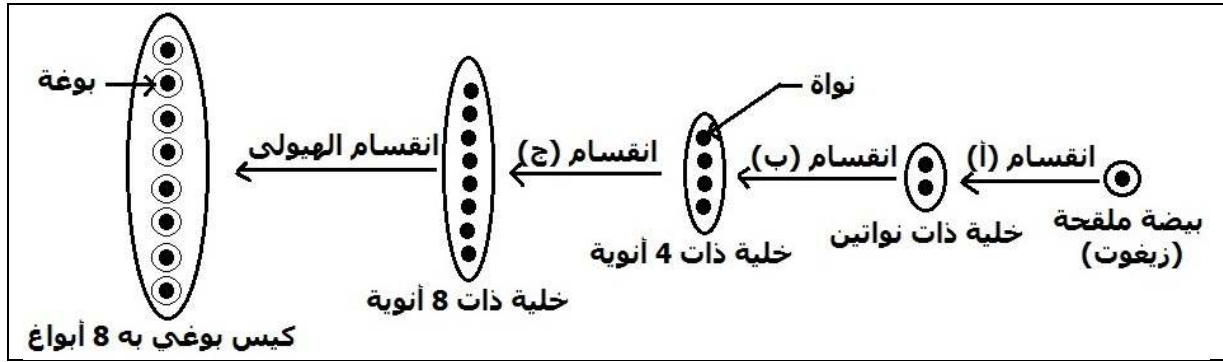 بيضة ملقحة
(زيغوت)
انقسام (أ)
خلية ذات نواتين
انقسام (ب)
نواة
خلية ذات 4 أنوية
انقسام (ج)
خلية ذات 8 أنوية
انقسام الهيولى
بوغة
كيس بوغي به 8 أبواغ